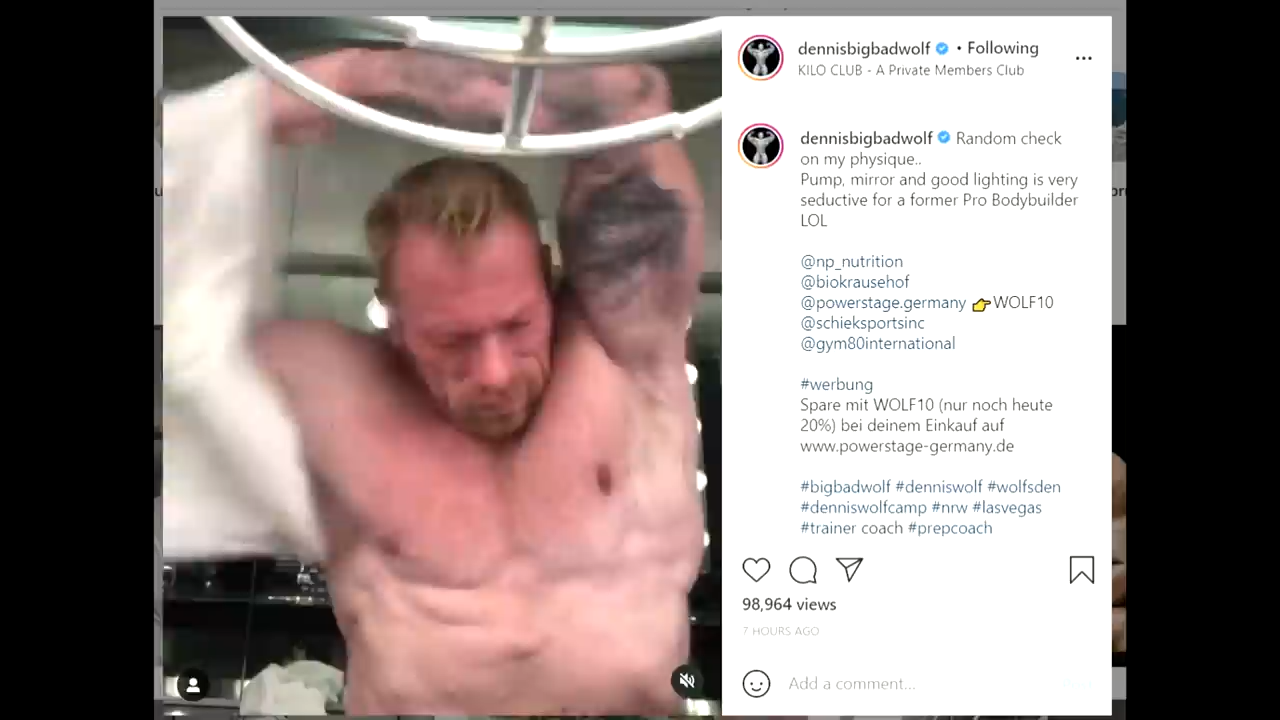 dennisbigbadwolf • Following
KILO CLUB - A Private Members Club
dennisbigbadwolf Random check
on my physique..
Pump, mirror and good lighting is very
seductive for a former Pro Bodybuilder
LOL
@np_nutrition
@biokrausehof
@powerstage.germany 👉WOLF10
@schieksportsinc
@gym80international
#werbung
Spare mit WOLF10 (nur noch heute
20%) bei deinem Einkauf auf
www.powerstage-germany.de
#bigbadwolf #denniswolf #wolfsden
#denniswolfcamp #nrw #lasvegas
#trainer coach #prepcoach
98,964 views
7 HOURS AGO
Add a comment...